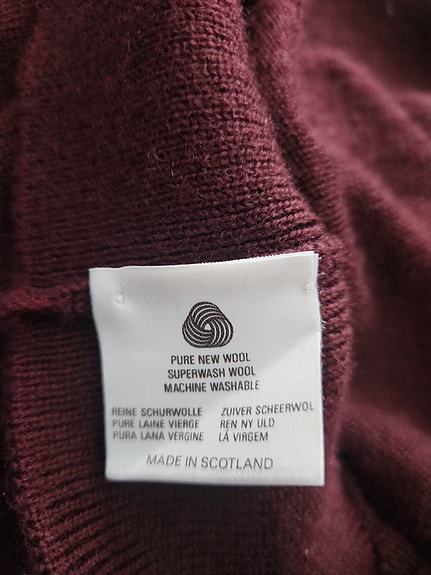 PURE NEW WOOL
SUPERWASH WOOL
MACHINE WASHABLE
REINE SCHURWOLLE ZUIVER SCHEERWOL
PURE LAINE VIERGE REN NY ULD
PURA LANA VERGINE LÃ VIRGEM
MADE IN SCOTLAND